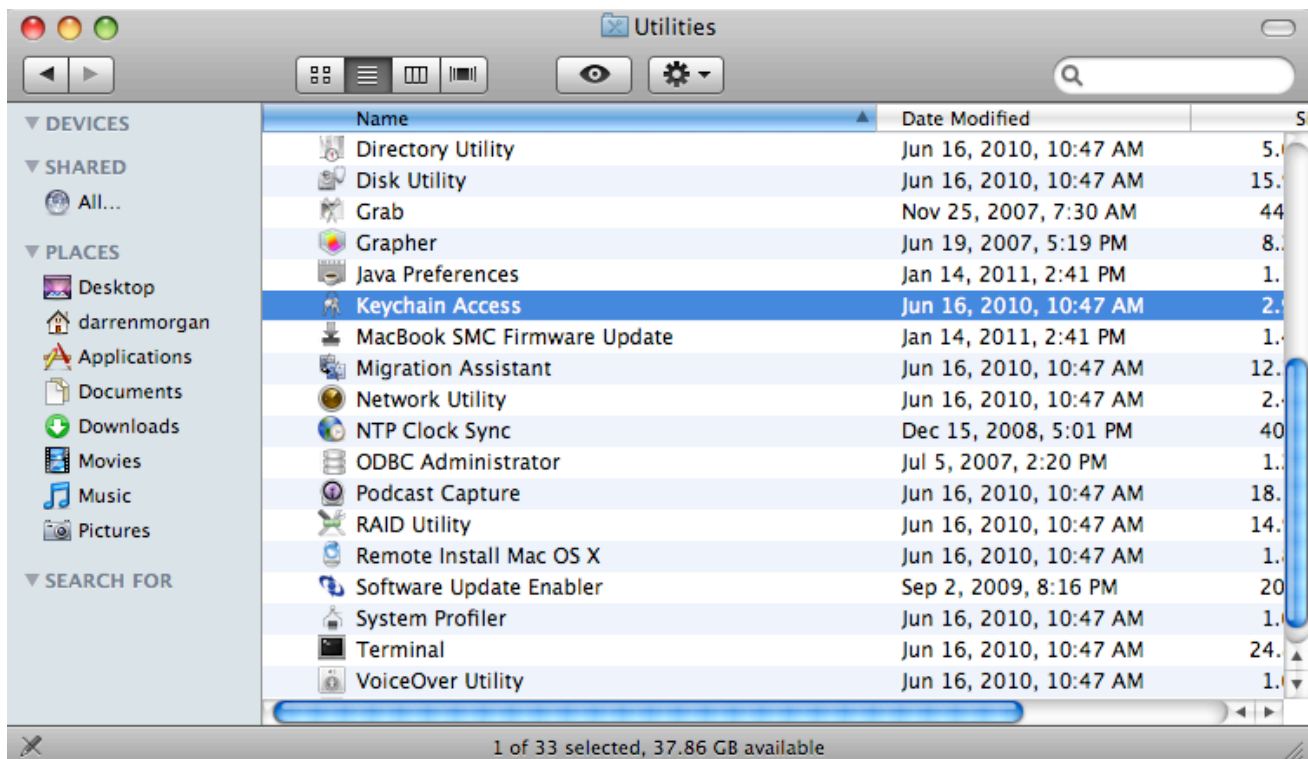 Utilities
Name Date Modified
DEVICES
SHARED
All...
PLACES
Desktop
darrenmorgan
Applications
Documents
Downloads
Movies
Music
Pictures
SEARCH FOR
Directory Utility Jun 16, 2010, 10:47 AM
Disk Utility Jun 16, 2010, 10:47 AM
Grab Nov 25, 2007, 7:30 AM
Grapher Jun 19, 2007, 5:19 PM
Java Preferences Jan 14, 2011, 2:41 PM
Keychain Access Jun 16, 2010, 10:47 AM
MacBook SMC Firmware Update Jan 14, 2011, 2:41 PM
Migration Assistant Jun 16, 2010, 10:47 AM
Network Utility Jun 16, 2010, 10:47 AM
NTP Clock Sync Dec 15, 2008, 5:01 PM
ODBC Administrator Jul 5, 2007, 2:20 PM
Podcast Capture Jun 16, 2010, 10:47 AM
RAID Utility Jun 16, 2010, 10:47 AM
Remote Install Mac OS X Jun 16, 2010, 10:47 AM
Software Update Enabler Sep 2, 2009, 8:16 PM
System Profiler Jun 16, 2010, 10:47 AM
Terminal Jun 16, 2010, 10:47 AM
VoiceOver Utility Jun 16, 2010, 10:47 AM
1 of 33 selected, 37.86 GB available